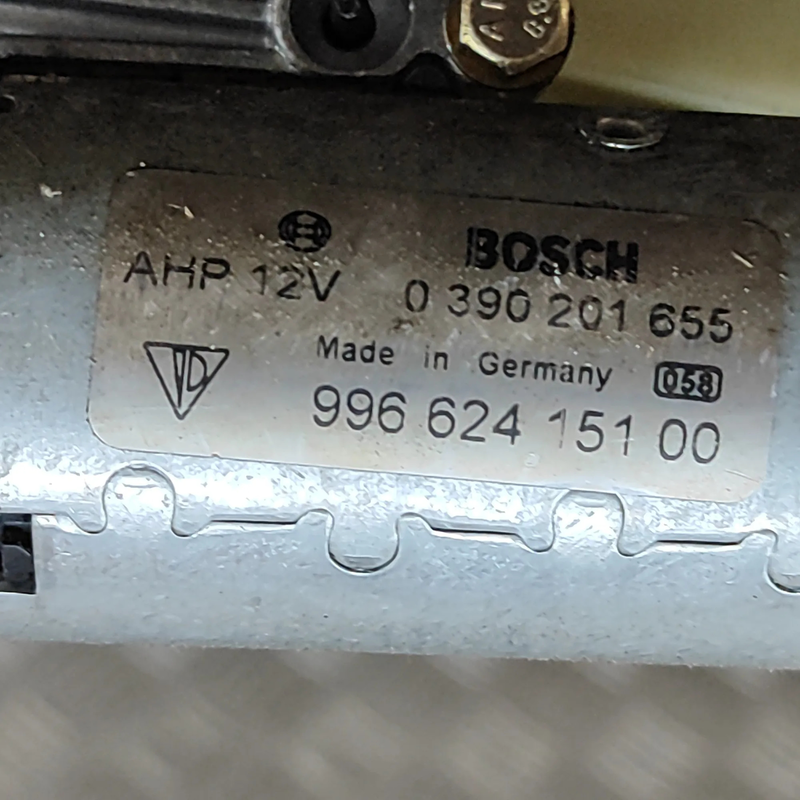 BOSCH
AHP 12V 0 390 201 655
Made in Germany 058
996 624 151 00